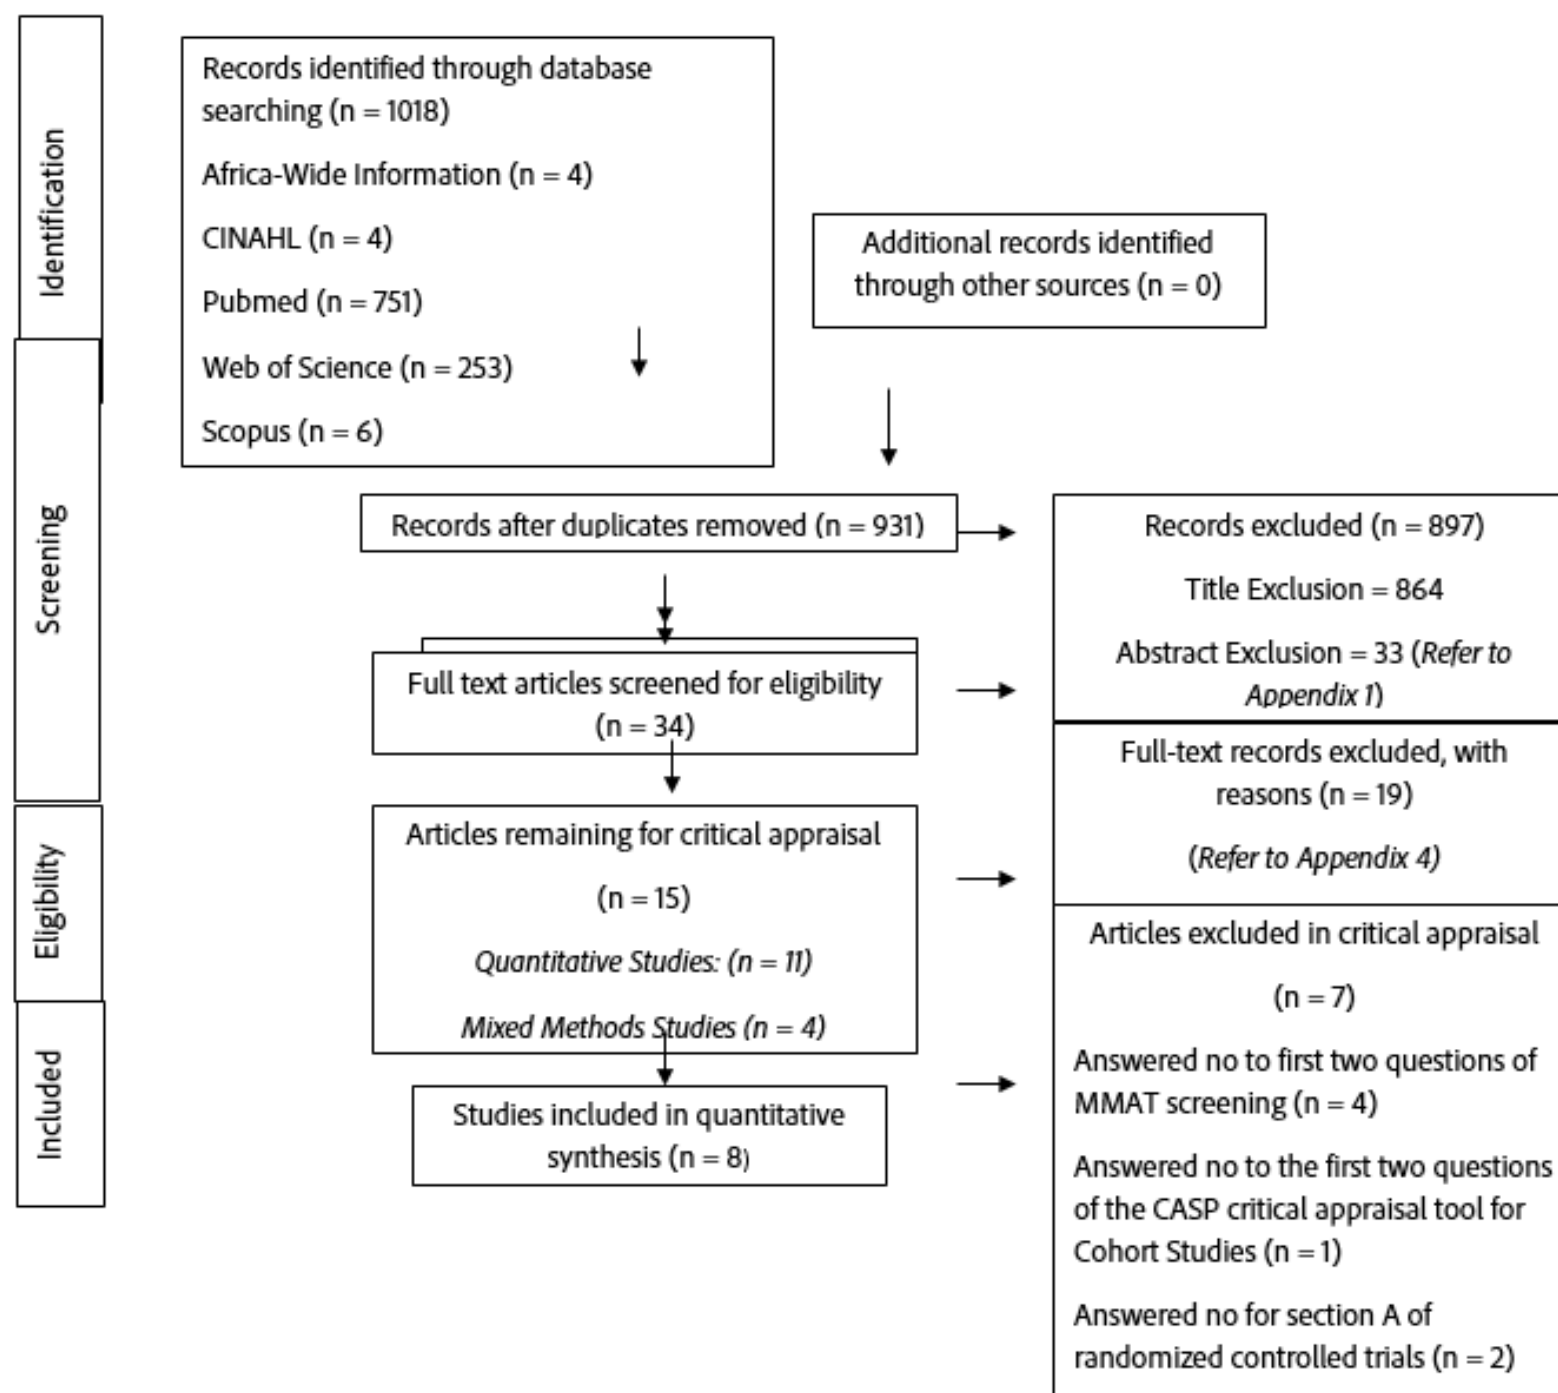 Identification
Records identified through database
searching (n = 1018)
Africa-Wide Information (n = 4)
CINAHL (n = 4)
Pubmed (n = 751)
Web of Science (n = 253)
Scopus (n = 6)
Additional records identified
through other sources (n = 0)
Screening
Records after duplicates removed (n = 931)
Records excluded (n = 897)
Title Exclusion = 864
Abstract Exclusion = 33 (Refer to
Appendix 1)
Full text articles screened for eligibility
(n = 34)
Full-text records excluded, with
reasons (n = 19)
(Refer to Appendix 4)
Eligibility
Articles remaining for critical appraisal
(n = 15)
Quantitative Studies: (n = 11)
Mixed Methods Studies (n = 4)
Articles excluded in critical appraisal
(n = 7)
Answered no to first two questions of
MMAT screening (n = 4)
Answered no to the first two questions
of the CASP critical appraisal tool for
Cohort Studies (n = 1)
Answered no for section A of
randomized controlled trials (n = 2)
Included
Studies included in quantitative
synthesis (n = 8)